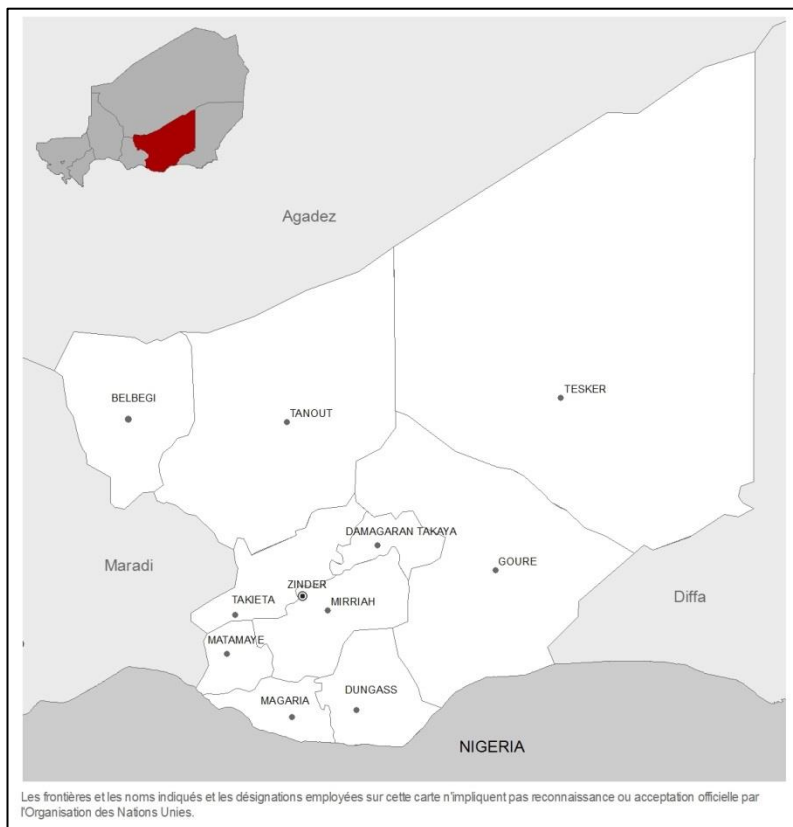 Agadez
TESKER
BELBEGI
TANOUT
DAMAGARAN TAKAYA
Maradi
GOURE
ZINDER
Diffa
TAKIETA
MIRRIAH
MATAMAYE
DUNGASS
MAGARIA
NIGERIA
Les frontières et les noms indiqués et les désignations employées sur cette carte n'impliquent pas reconnaissance ou acceptation officielle par
l'Organisation des Nations Unies.